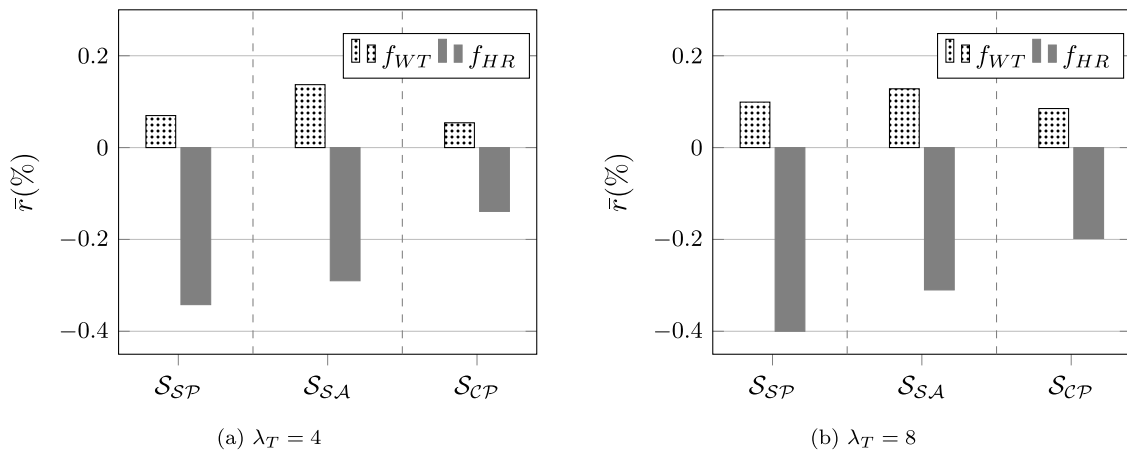 0.2
0
−0.2
−0.4
r̄(%)
f_WT f_HR
S_SP S_SA S_CP
(a) λ_T = 4
0.2
0
−0.2
−0.4
r̄(%)
f_WT f_HR
S_SP S_SA S_CP
(b) λ_T = 8